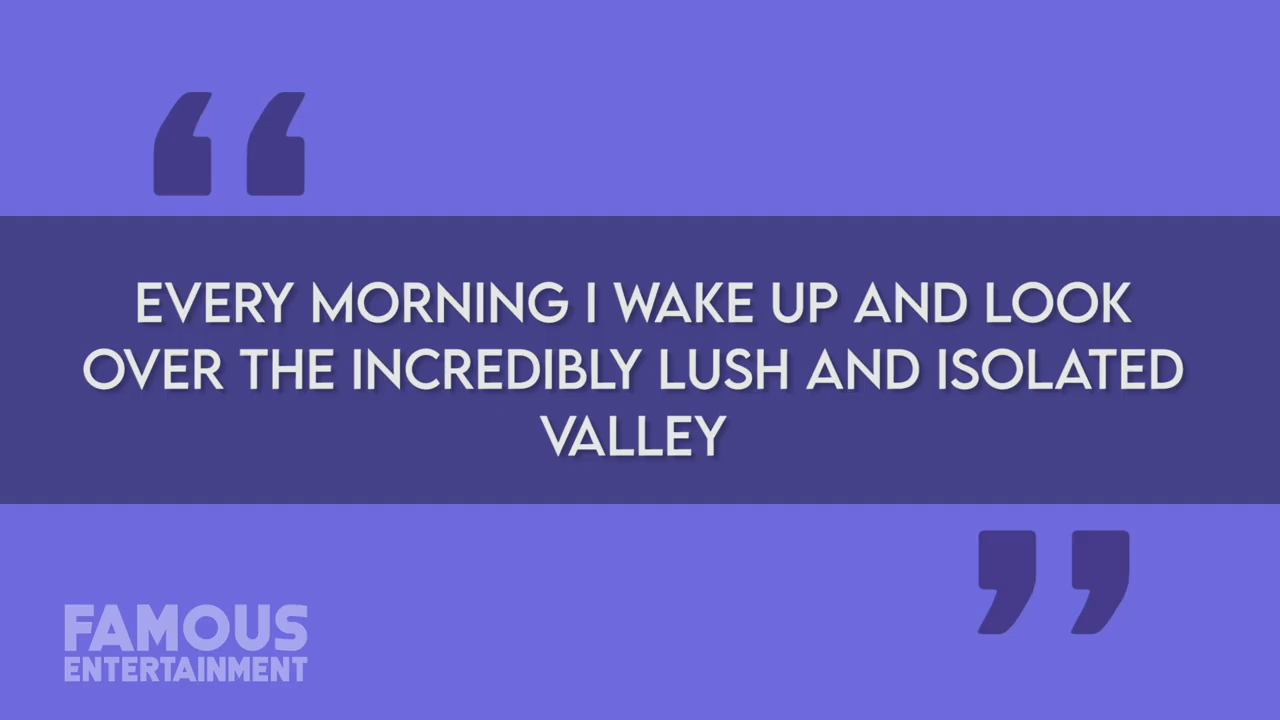 EVERY MORNING I WAKE UP AND LOOK
OVER THE INCREDIBLY LUSH AND ISOLATED
VALLEY
FAMOUS
ENTERTAINMENT